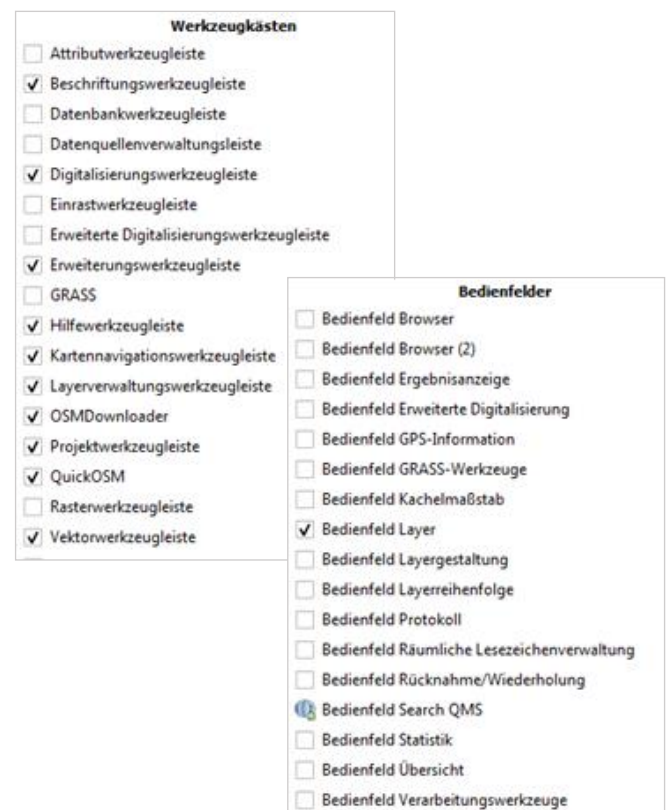 Werkzeugkästen
Attributwerkzeugleiste
Beschriftungswerkzeugleiste
Datenbankwerkzeugleiste
Datenquellenverwaltungsleiste
Digitalisierungswerkzeugleiste
Einrastwerkzeugleiste
Erweiterte Digitalisierungswerkzeugleiste
Erweiterungswerkzeugleiste
GRASS
Hilfewerkzeugleiste
Kartennavigationswerkzeugleiste
Layerverwaltungswerkzeugleiste
OSMDownloader
Projektwerkzeugleiste
QuickOSM
Rasterwerkzeugleiste
Vektorwerkzeugleiste
Bedienfelder
Bedienfeld Browser
Bedienfeld Browser (2)
Bedienfeld Ergebnisanzeige
Bedienfeld Erweiterte Digitalisierung
Bedienfeld GPS-Information
Bedienfeld GRASS-Werkzeuge
Bedienfeld Kachelmaßstab
Bedienfeld Layer
Bedienfeld Layergestaltung
Bedienfeld Layerreihenfolge
Bedienfeld Protokoll
Bedienfeld Räumliche Lesezeichenverwaltung
Bedienfeld Rücknahme/Wiederholung
Bedienfeld Search QMS
Bedienfeld Statistik
Bedienfeld Übersicht
Bedienfeld Verarbeitungswerkzeuge